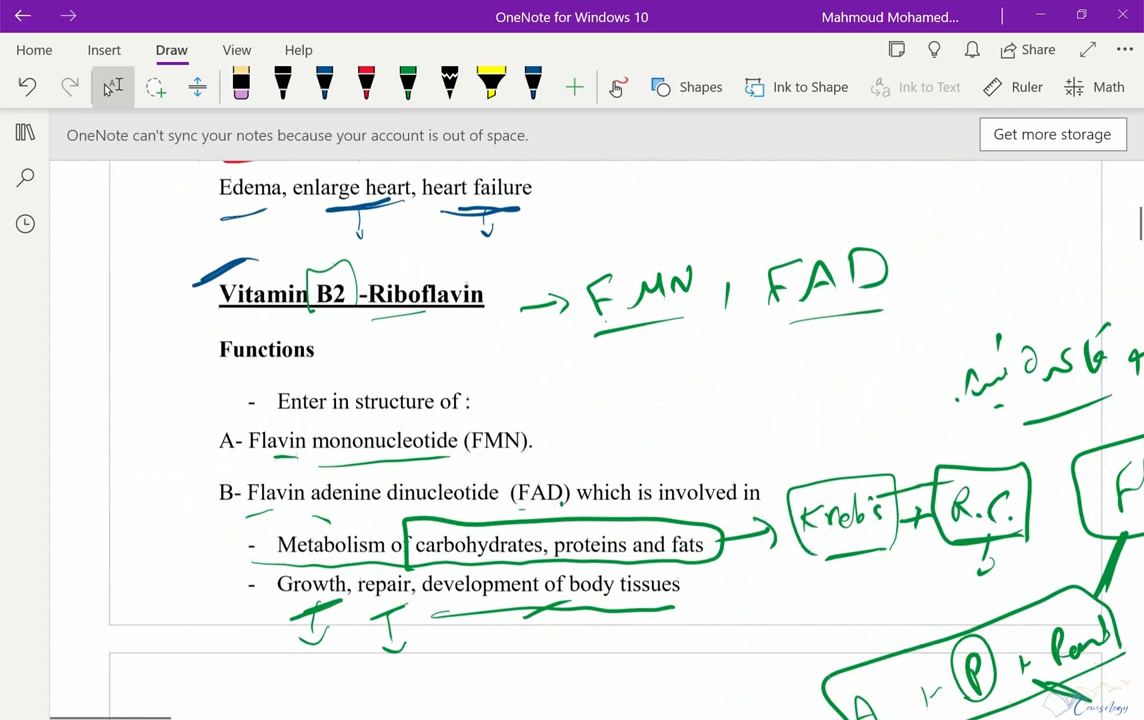 OneNote for Windows 10
Mahmoud Mohamed...
Home Insert Draw View Help Share
Shapes Ink to Shape Ink to Text Ruler Math
OneNote can't sync your notes because your account is out of space. Get more storage
Edema, enlarge heart, heart failure
Vitamin B2 -Riboflavin → FMN , FAD
Functions
- Enter in structure of :
A- Flavin mononucleotide (FMN).
B- Flavin adenine dinucleotide (FAD) which is involved in
- Metabolism of carbohydrates, proteins and fats → Kreb's + R.C.
- Growth, repair, development of body tissues
A + P +
Courselogy